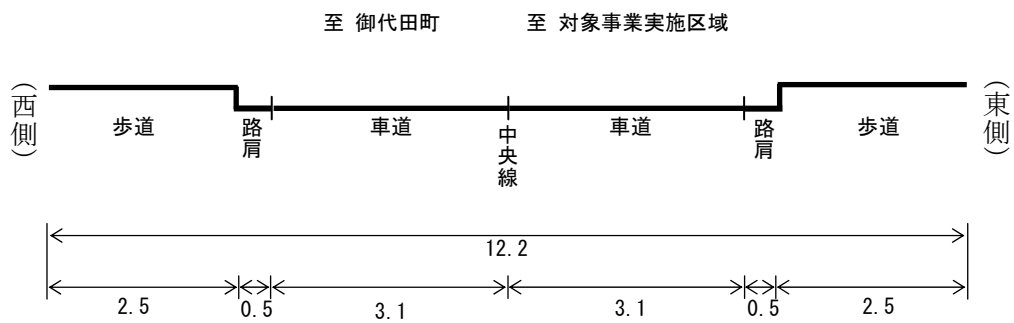 至 御代田町 至 対象事業実施区域
(西側)
歩道
路肩
車道
中央線
車道
路肩
歩道
(東側)
12.2
2.5 0.5 3.1 3.1 0.5 2.5